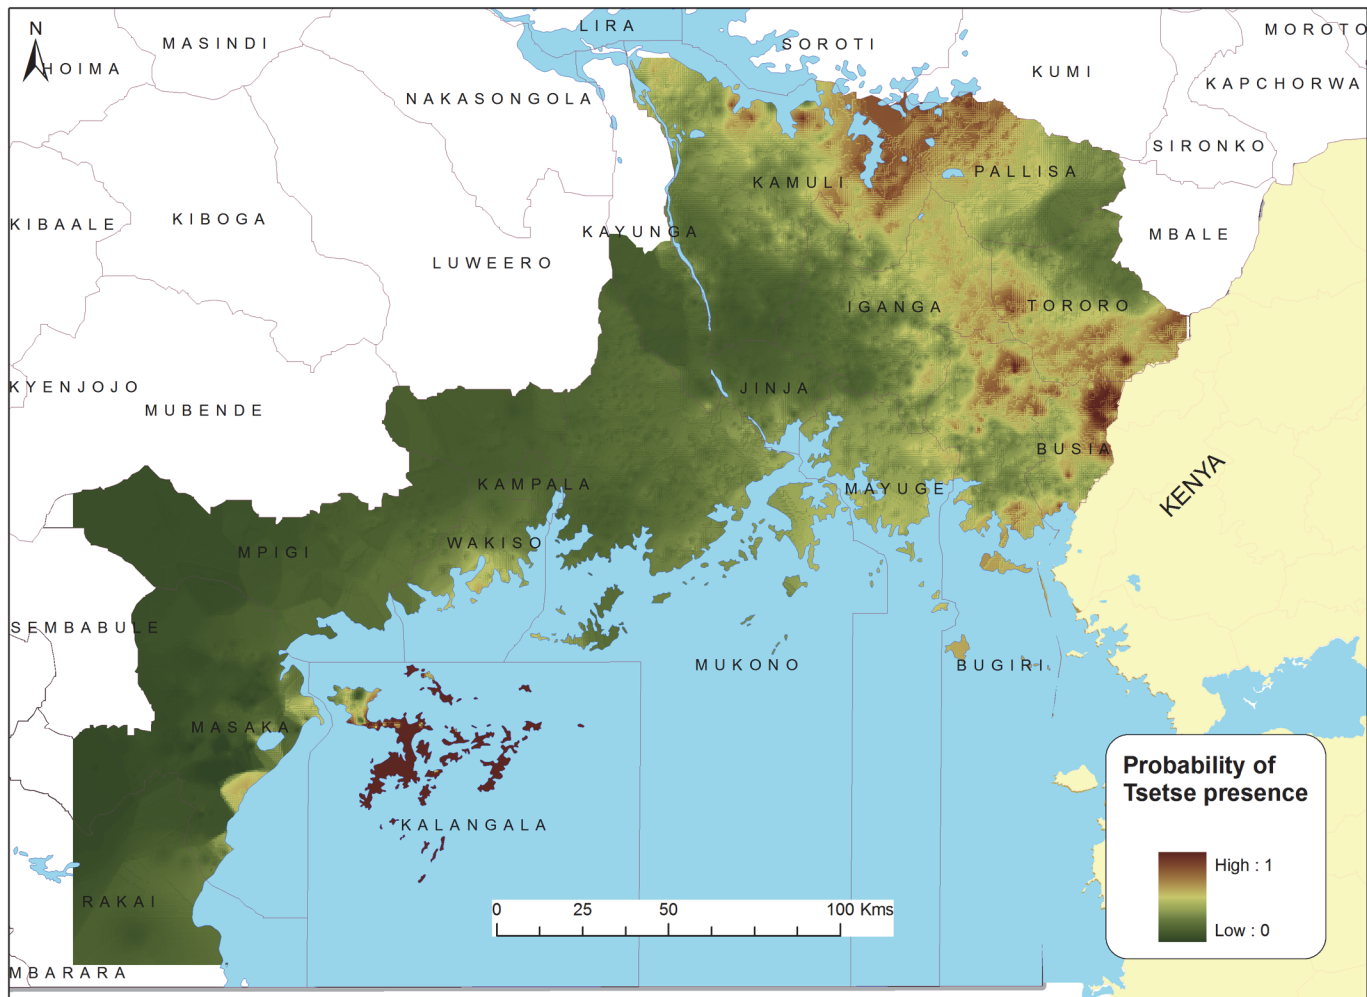 N
LIRA
MASINDI
SOROTI
MOROTO
HOIMA
KUMI
KAPCHORWA
NAKASONGOLA
SIRONKO
KAMULI
PALLISA
KIBAALE
KIBOGA
KAYUNGA
MBALE
LUWEERO
IGANGA
TORORO
KYENJOJO
MUBENDE
JINJA
BUSIA
KENYA
KAMPALA
MAYUGE
WAKISO
MPIGI
SEMBABULE
MUKONO
BUGIRI
MASAKA
KALANGALA
RAKAI
MBARARA
0 25 50 100 Kms
Probability of
Tsetse presence
High : 1
Low : 0